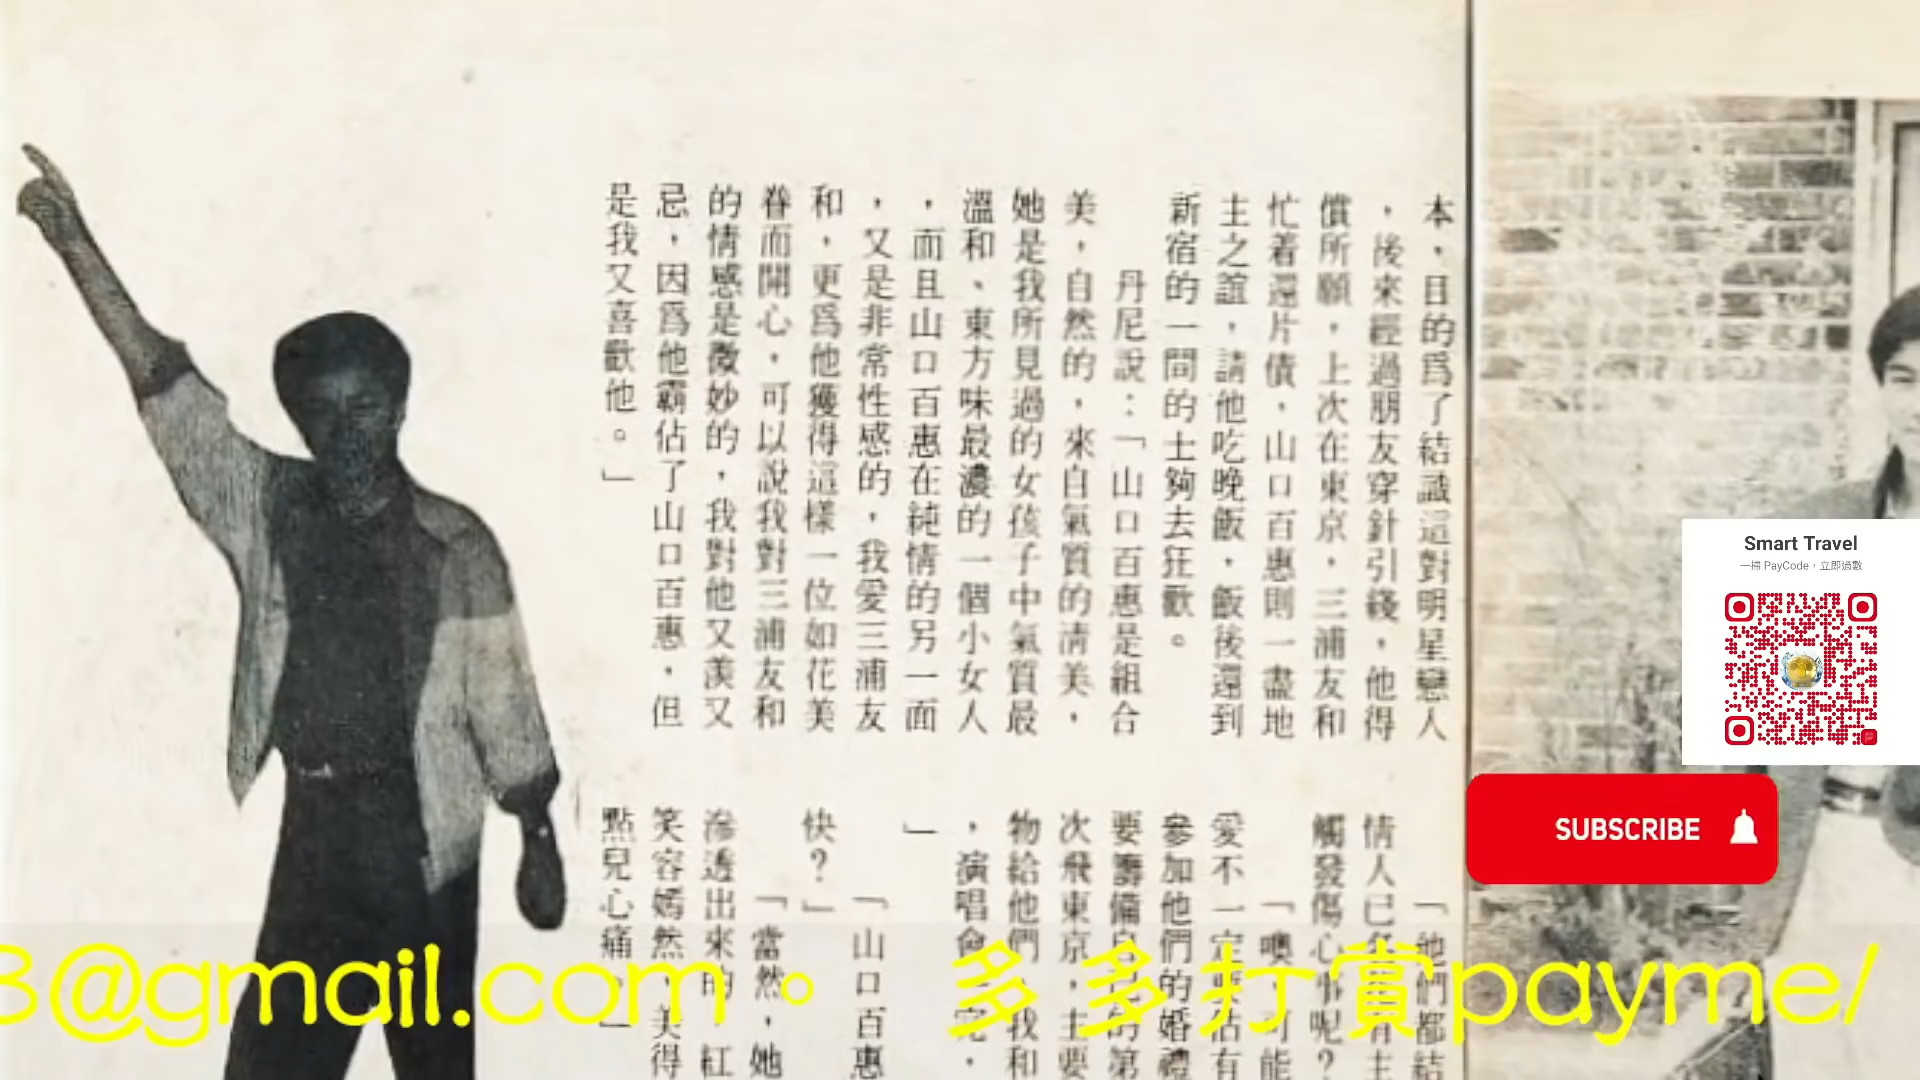 本，目的爲了結識這對明星戀人
，後來經過朋友穿針引綫，他得
償所願，上次在東京，三浦友和
忙着還片債，山口百惠則一盡地
主之誼，請他吃晚飯，飯後還到
新宿的一間的士夠去狂歡。
丹尼說：「山口百惠是組合
美，自然的，來自氣質的清美，
她是我所見過的女孩子中氣質最
溫和、東方味最濃的一個小女人
，而且山口百惠在純情的另一面
，又是非常性感的，我愛三浦友
和，更爲他獲得這樣一位如花美
眷而開心，可以說我對三浦友和
的情感是微妙的，我對他又羨又
忌，因爲他霸佔了山口百惠，但
是我又喜歡他。」
「他們都結
情人已
觸發傷心事呢？
「噢，可能
愛不一定要佔有
參加他們的婚禮
要籌備自己的第
次飛東京，主要
物給他們，我和
，演唱會完，
」
「山口百惠
快？」
「當然，她
滲透出來的，紅
笑容嫣然，美得
點兒心痛。」
Smart Travel
一掃 PayCode，立即過數
SUBSCRIBE
3@gmail.com。 多多打賞payme/